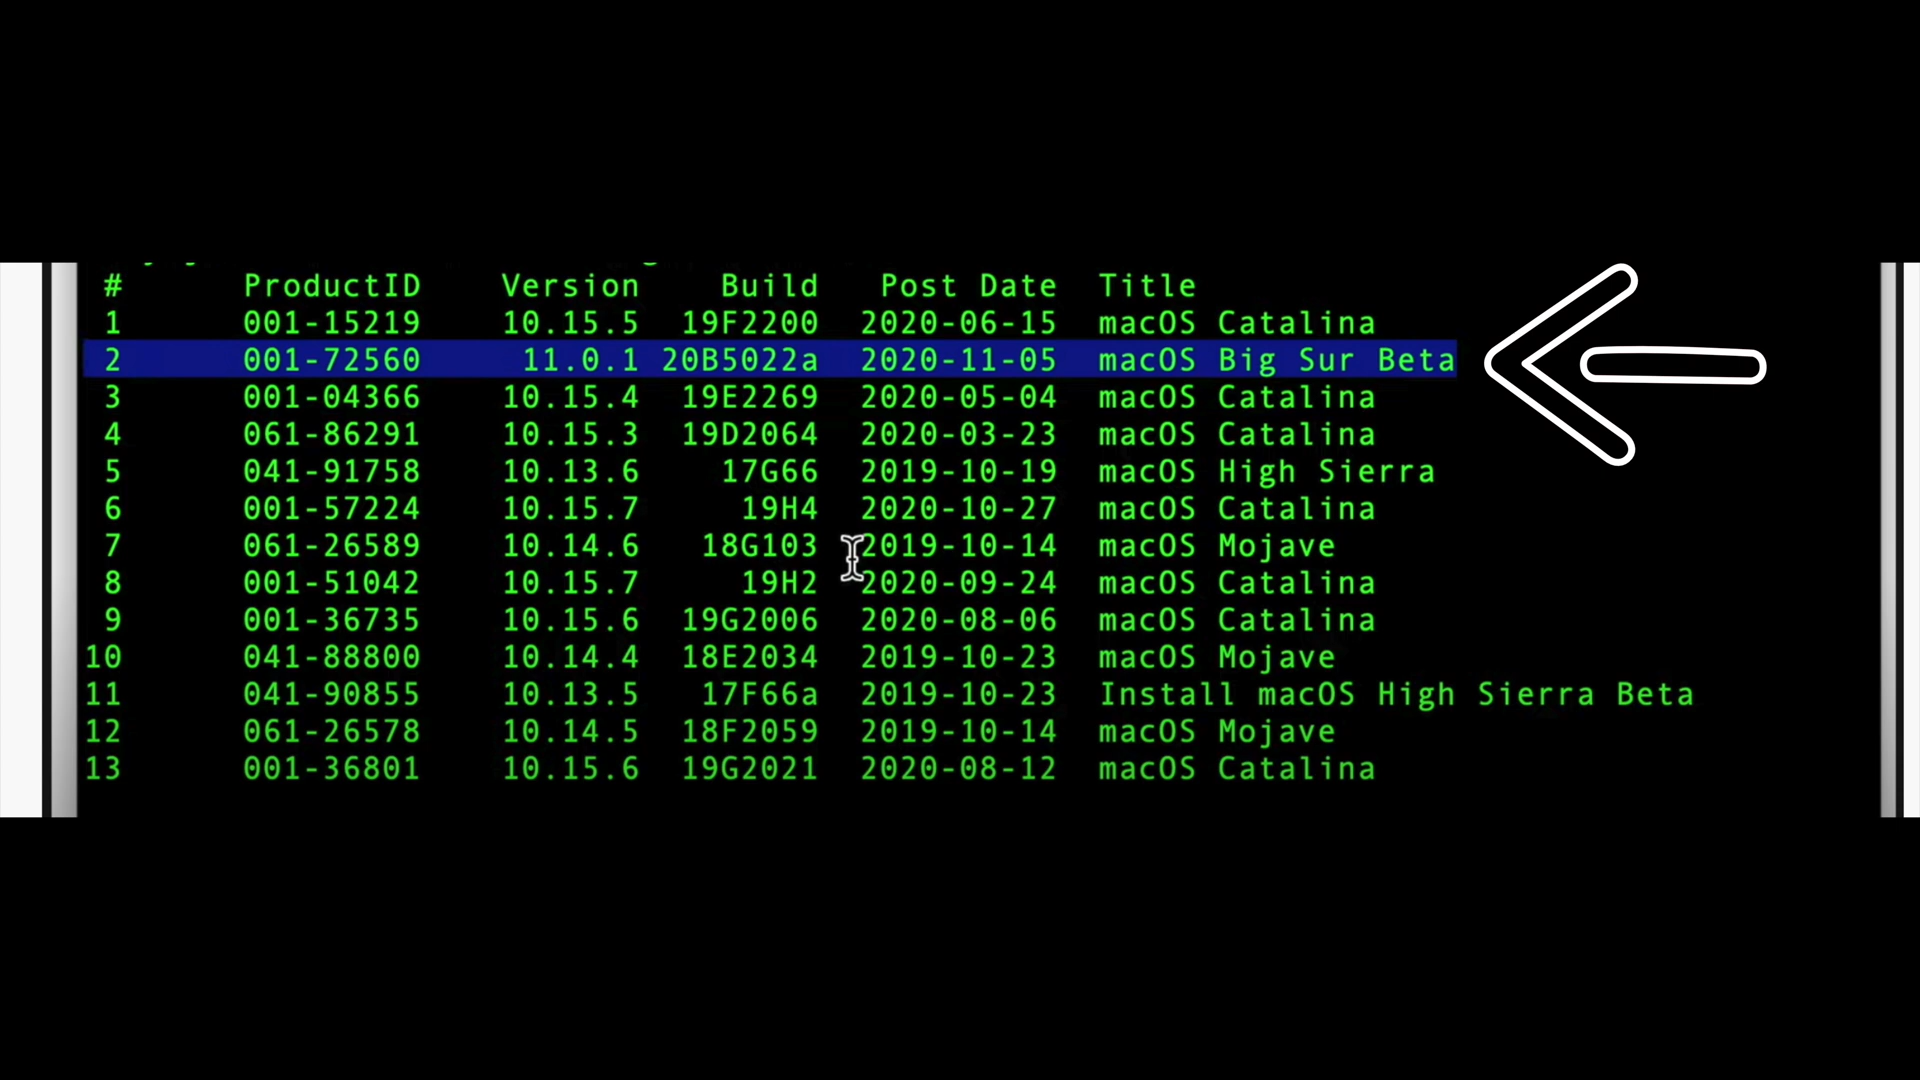 # ProductID Version Build Post Date Title
1 001-15219 10.15.5 19F2200 2020-06-15 macOS Catalina
2 001-72560 11.0.1 20B5022a 2020-11-05 macOS Big Sur Beta
3 001-04366 10.15.4 19E2269 2020-05-04 macOS Catalina
4 061-86291 10.15.3 19D2064 2020-03-23 macOS Catalina
5 041-91758 10.13.6 17G66 2019-10-19 macOS High Sierra
6 001-57224 10.15.7 19H4 2020-10-27 macOS Catalina
7 061-26589 10.14.6 18G103 2019-10-14 macOS Mojave
8 001-51042 10.15.7 19H2 2020-09-24 macOS Catalina
9 001-36735 10.15.6 19G2006 2020-08-06 macOS Catalina
10 041-88800 10.14.4 18E2034 2019-10-23 macOS Mojave
11 041-90855 10.13.5 17F66a 2019-10-23 Install macOS High Sierra Beta
12 061-26578 10.14.5 18F2059 2019-10-14 macOS Mojave
13 001-36801 10.15.6 19G2021 2020-08-12 macOS Catalina